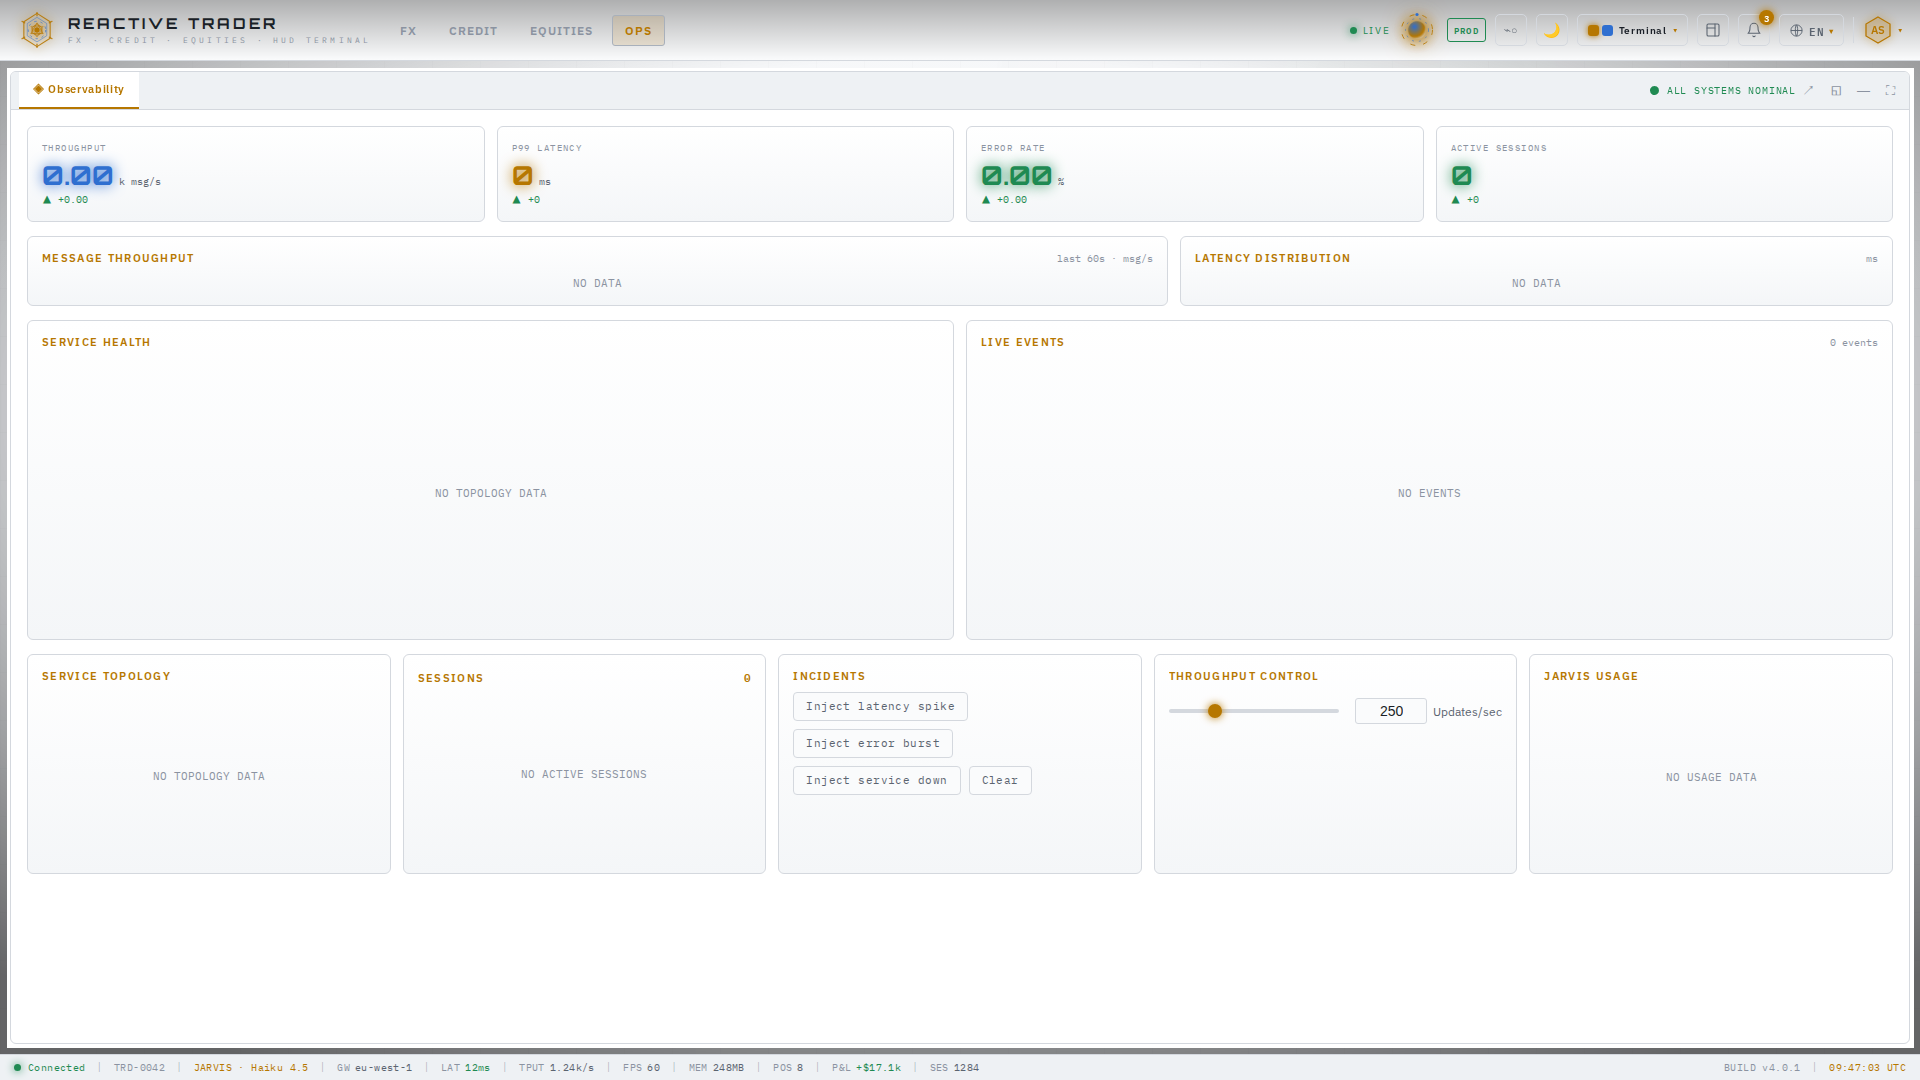 REACTIVE TRADER
FX · CREDIT · EQUITIES · HUD TERMINAL
FX CREDIT EQUITIES OPS
LIVE PROD Terminal 3 EN AS
Observability
ALL SYSTEMS NOMINAL
THROUGHPUT
0.00 k msg/s
▲ +0.00
P99 LATENCY
0 ms
▲ +0
ERROR RATE
0.00 %
▲ +0.00
ACTIVE SESSIONS
0
▲ +0
MESSAGE THROUGHPUT last 60s · msg/s
NO DATA
LATENCY DISTRIBUTION ms
NO DATA
SERVICE HEALTH
NO TOPOLOGY DATA
LIVE EVENTS 0 events
NO EVENTS
SERVICE TOPOLOGY
NO TOPOLOGY DATA
SESSIONS 0
NO ACTIVE SESSIONS
INCIDENTS
Inject latency spike
Inject error burst
Inject service down Clear
THROUGHPUT CONTROL
250 Updates/sec
JARVIS USAGE
NO USAGE DATA
Connected | TRD-0042 | JARVIS · Haiku 4.5 | GW eu-west-1 | LAT 12ms | TPUT 1.24k/s | FPS 60 | MEM 248MB | POS 8 | P&L +$17.1k | SES 1284 BUILD v4.0.1 | 09:47:03 UTC